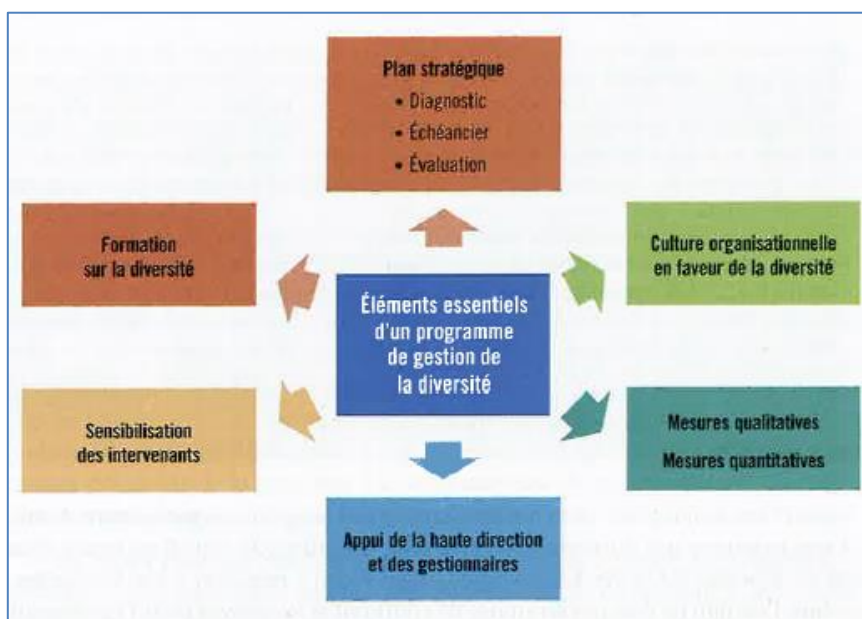 Plan stratégique
• Diagnostic
• Échéancier
• Évaluation
Formation
sur la diversité
Culture organisationnelle
en faveur de la diversité
Éléments essentiels
d'un programme
de gestion de
la diversité
Sensibilisation
des intervenants
Mesures qualitatives
Mesures quantitatives
Appui de la haute direction
et des gestionnaires